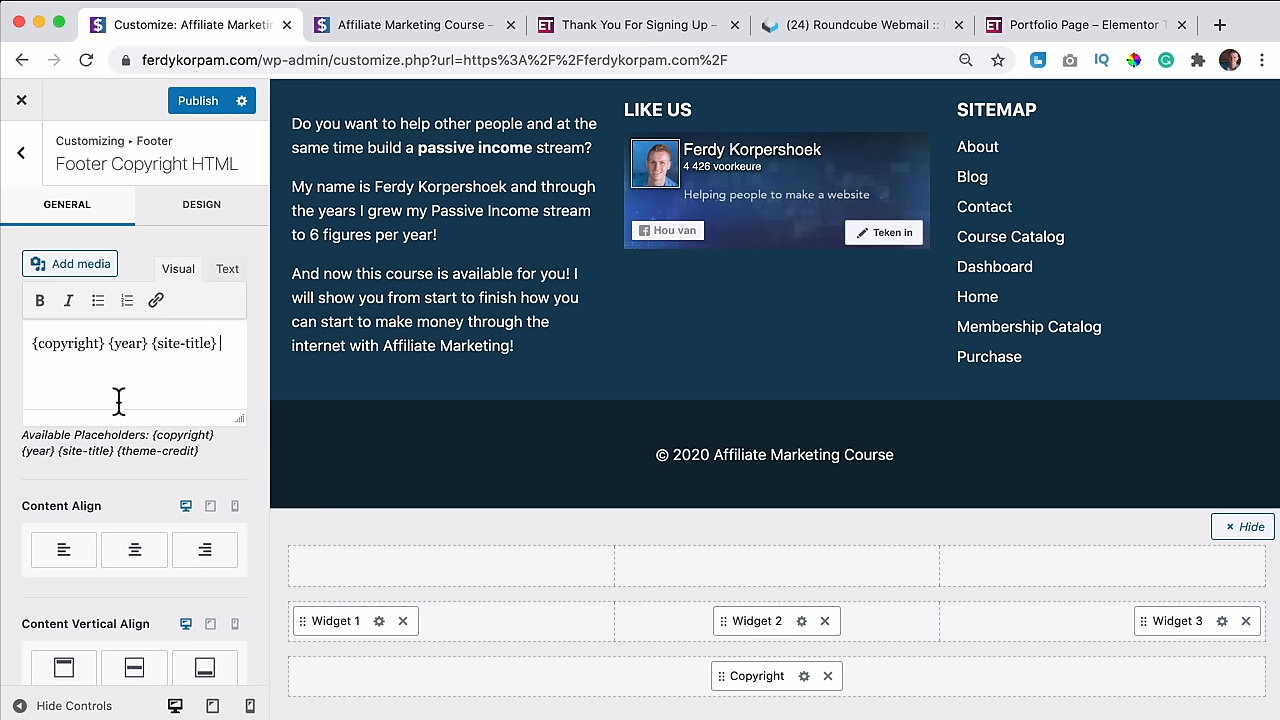 Customize: Affiliate Marketin
Affiliate Marketing Course –
ET
Thank You For Signing Up –
(24) Roundcube Webmail ::
ET
Portfolio Page – Elementor T
ferdykorpam.com/wp-admin/customize.php?url=https%3A%2F%2Fferdykorpam.com%2F
IQ
Publish
Customizing ▸ Footer
Footer Copyright HTML
GENERAL
DESIGN
Add media
Visual
Text
B
I
{copyright} {year} {site-title}
Available Placeholders: {copyright}
{year} {site-title} {theme-credit}
Content Align
Content Vertical Align
Hide Controls
Do you want to help other people and at the
same time build a passive income stream?
My name is Ferdy Korpershoek and through
the years I grew my Passive Income stream
to 6 figures per year!
And now this course is available for you! I
will show you from start to finish how you
can start to make money through the
internet with Affiliate Marketing!
LIKE US
Ferdy Korpershoek
4 426 voorkeure
Helping people to make a website
Hou van
Teken in
SITEMAP
About
Blog
Contact
Course Catalog
Dashboard
Home
Membership Catalog
Purchase
© 2020 Affiliate Marketing Course
Hide
Widget 1
Widget 2
Widget 3
Copyright